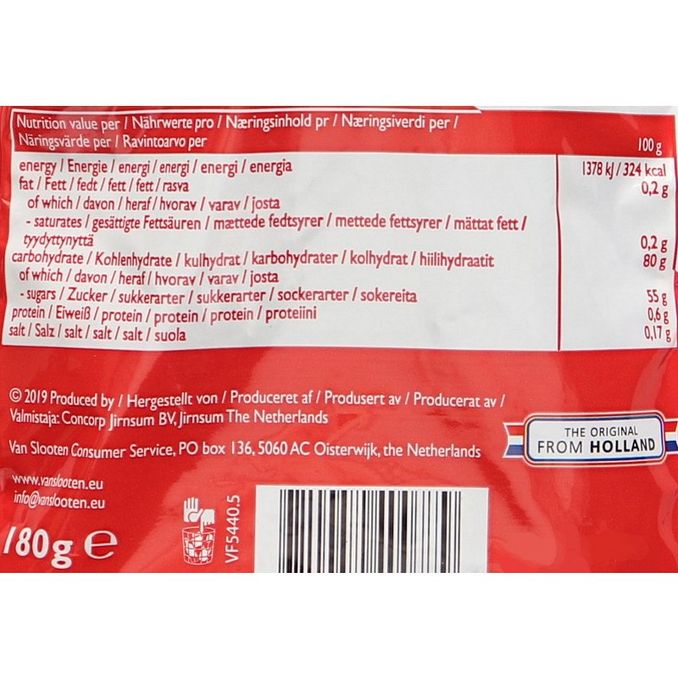 Nutrition value per / Nährwerte pro / Næringsinhold pr / Næringsiverdi per /
Näringsvärde per / Ravintoarvo per 100 g
energy / Energie / energi / energi / energi / energia 1378 kJ / 324 kcal
fat / Fett / fedt / fett / fett / rasva 0,2 g
of which / davon / heraf / hvorav / varav / josta
- saturates / gesättigte Fettsäuren / mættede fedtsyrer / mettede fettsyrer / mättat fett /
tyydyttynyttä 0,2 g
carbohydrate / Kohlenhydrate / kulhydrat / karbohydrater / kolhydrat / hiilihydraatit 80 g
of which / davon / heraf / hvorav / varav / josta
- sugars / Zucker / sukkerarter / sukkerarter / sockerarter / sokereita 55 g
protein / Eiweiß / protein / protein / protein / proteiini 0,6 g
salt / Salz / salt / salt / salt / suola 0,17 g
© 2019 Produced by / Hergestellt von / Produceret af / Produsert av / Producerat av /
Valmistaja: Concorp Jirnsum BV, Jirnsum The Netherlands
Van Slooten Consumer Service, PO box 136, 5060 AC Oisterwijk, the Netherlands
THE ORIGINAL
FROM HOLLAND
www.vanslooten.eu
info@vanslooten.eu
180g e
VF5440.5